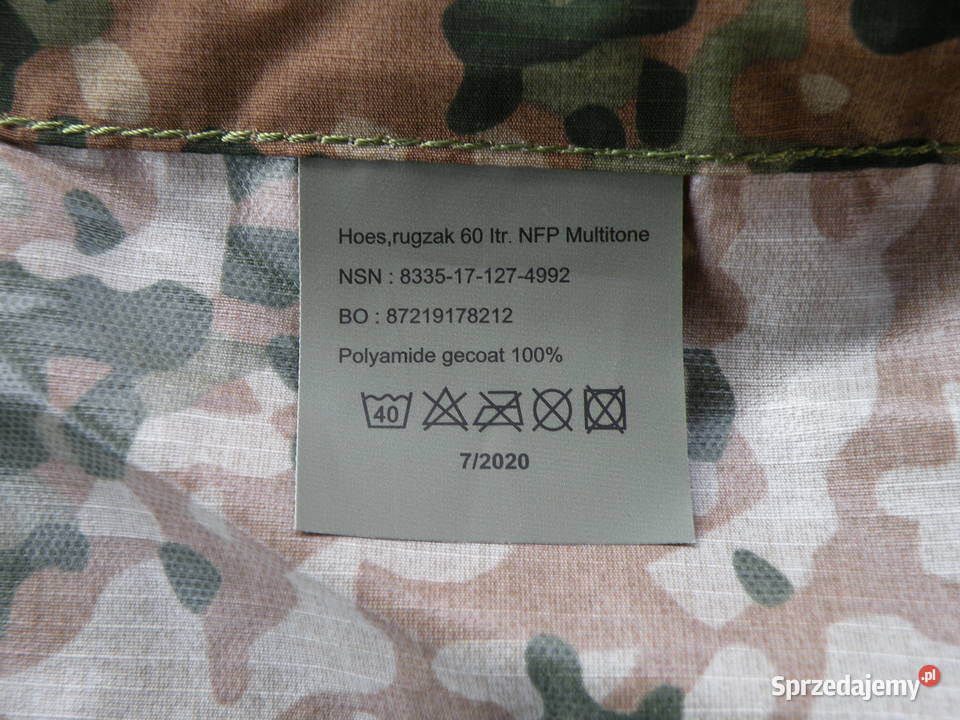 Hoes,rugzak 60 ltr. NFP Multitone
NSN : 8335-17-127-4992
BO : 87219178212
Polyamide gecoat 100%
40
7/2020
Sprzedajemy.pl